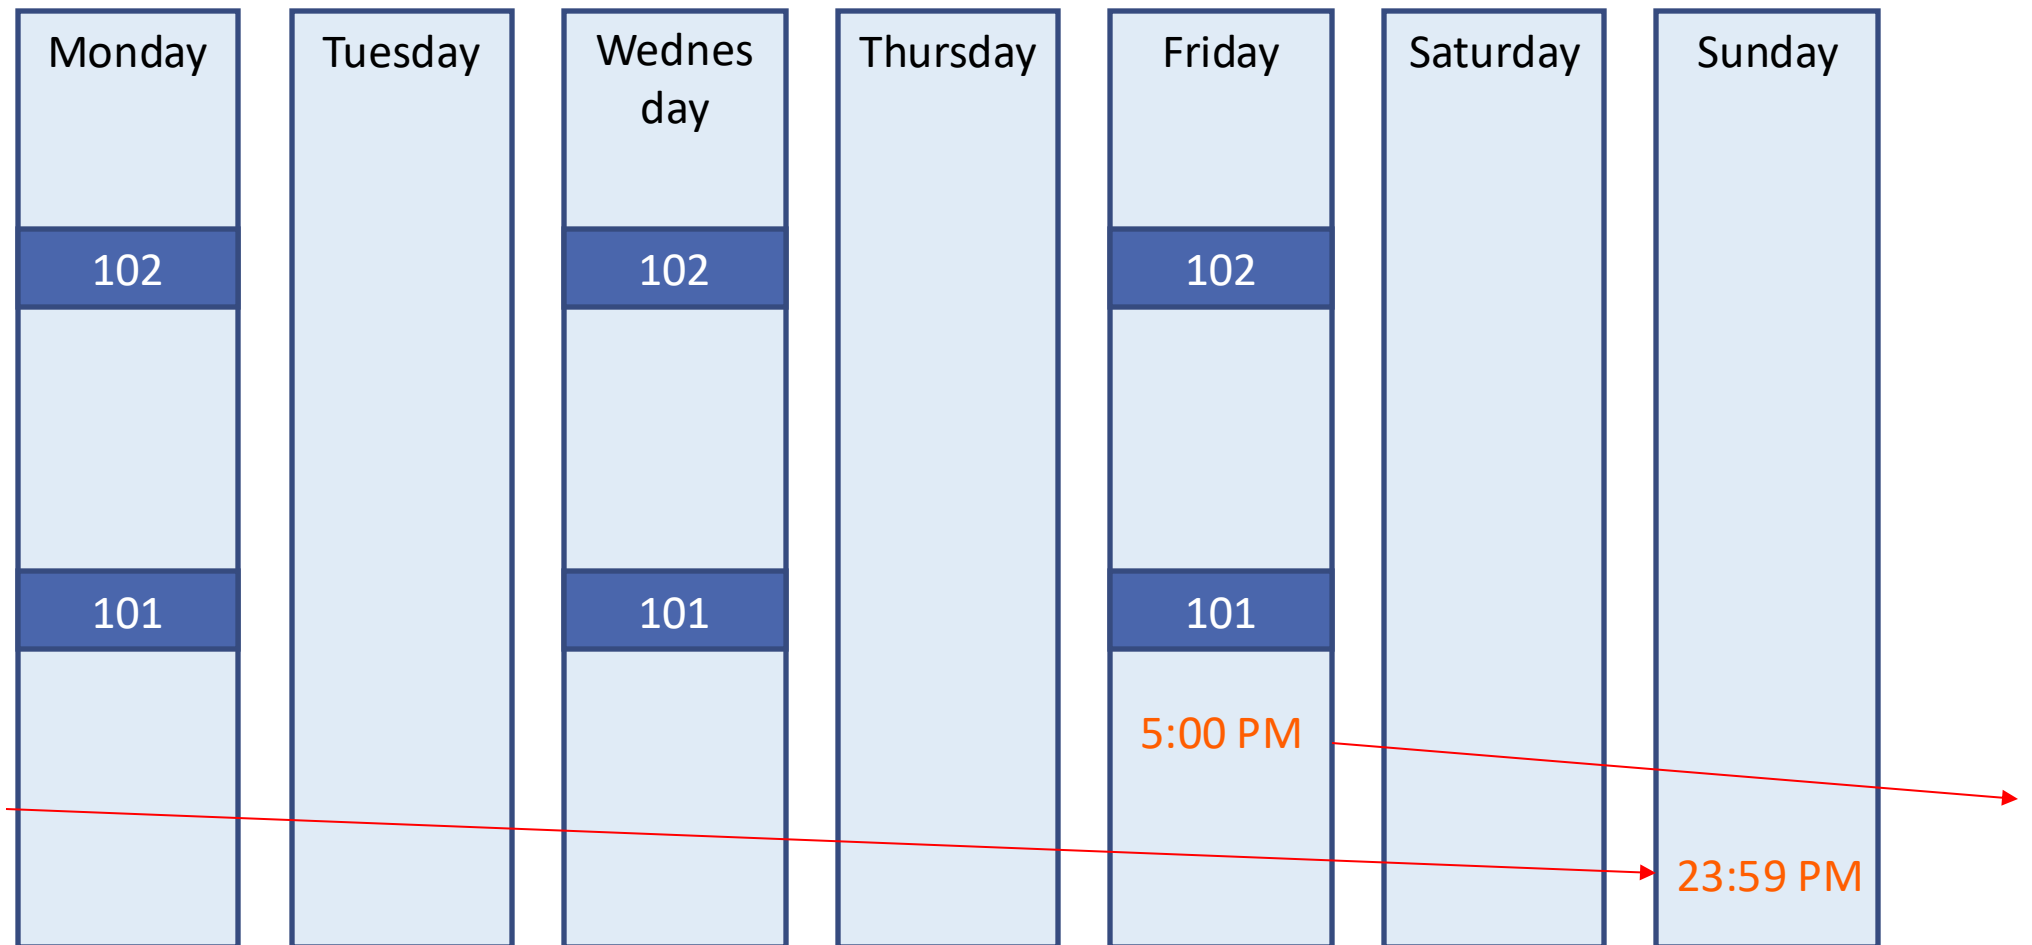 Monday
Tuesday
Wednes
day
Thursday
Friday
Saturday
Sunday
102
102
102
101
101
101
5:00 PM
23:59 PM